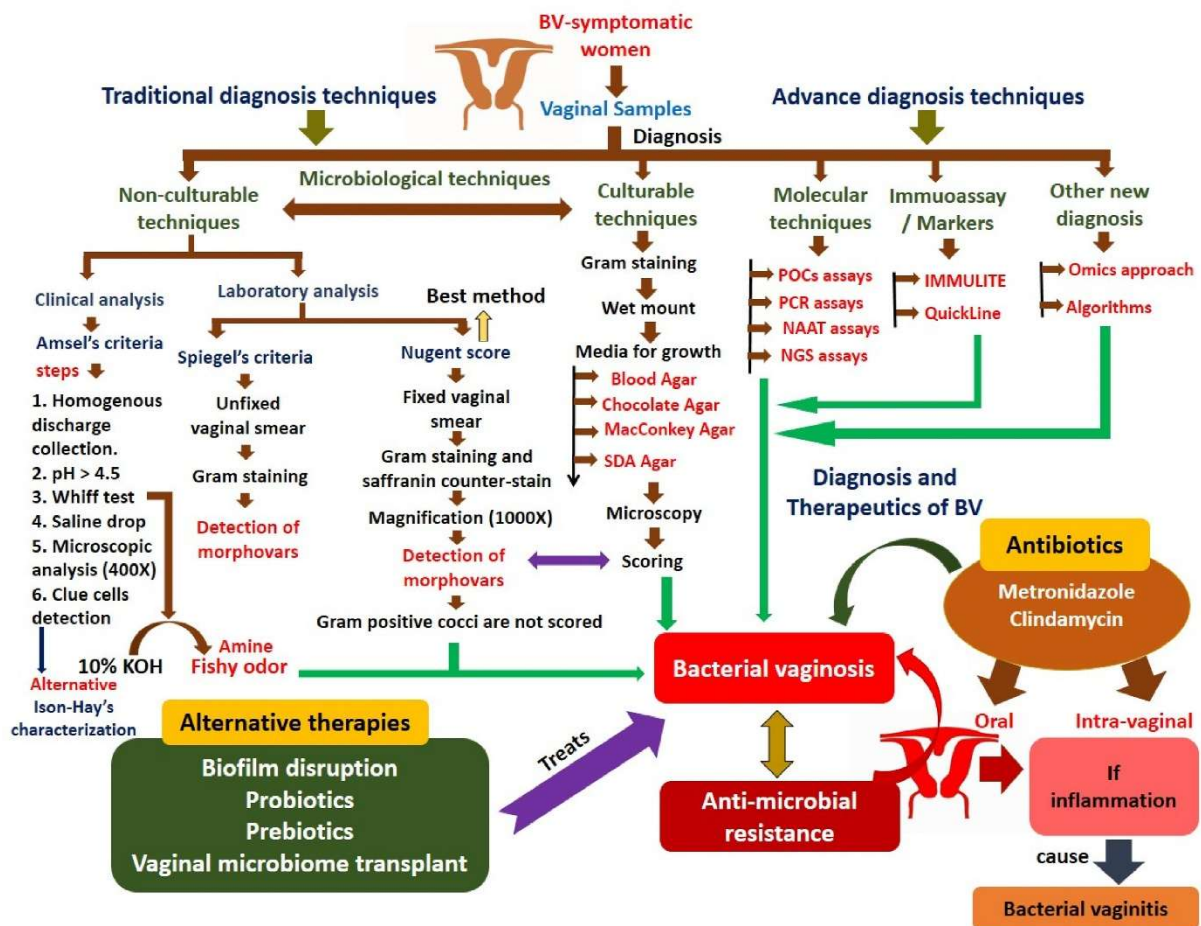 BV-symptomatic
women
Traditional diagnosis techniques
Vaginal Samples
Advance diagnosis techniques
Diagnosis
Non-culturable
techniques
Microbiological techniques
Culturable
techniques
Molecular
techniques
Immuoassay
/ Markers
Other new
diagnosis
Clinical analysis
Amsel's criteria
steps
1. Homogenous
discharge
collection.
2. pH > 4.5
3. Whiff test
4. Saline drop
5. Microscopic
analysis (400X)
6. Clue cells
detection
10% KOH
Amine
Fishy odor
Alternative
Ison-Hay's
characterization
Laboratory analysis
Spiegel's criteria
Unfixed
vaginal smear
Gram staining
Detection of
morphovars
Best method
Nugent score
Fixed vaginal
smear
Gram staining and
saffranin counter-stain
Magnification (1000X)
Detection of
morphovars
Gram positive cocci are not scored
Gram staining
Wet mount
Media for growth
Blood Agar
Chocolate Agar
MacConkey Agar
SDA Agar
Microscopy
Scoring
POCs assays
PCR assays
NAAT assays
NGS assays
IMMULITE
QuickLine
Omics approach
Algorithms
Diagnosis and
Therapeutics of BV
Antibiotics
Metronidazole
Clindamycin
Oral
Intra-vaginal
Bacterial vaginosis
Alternative therapies
Biofilm disruption
Probiotics
Prebiotics
Vaginal microbiome transplant
Treats
Anti-microbial
resistance
If
inflammation
cause
Bacterial vaginitis